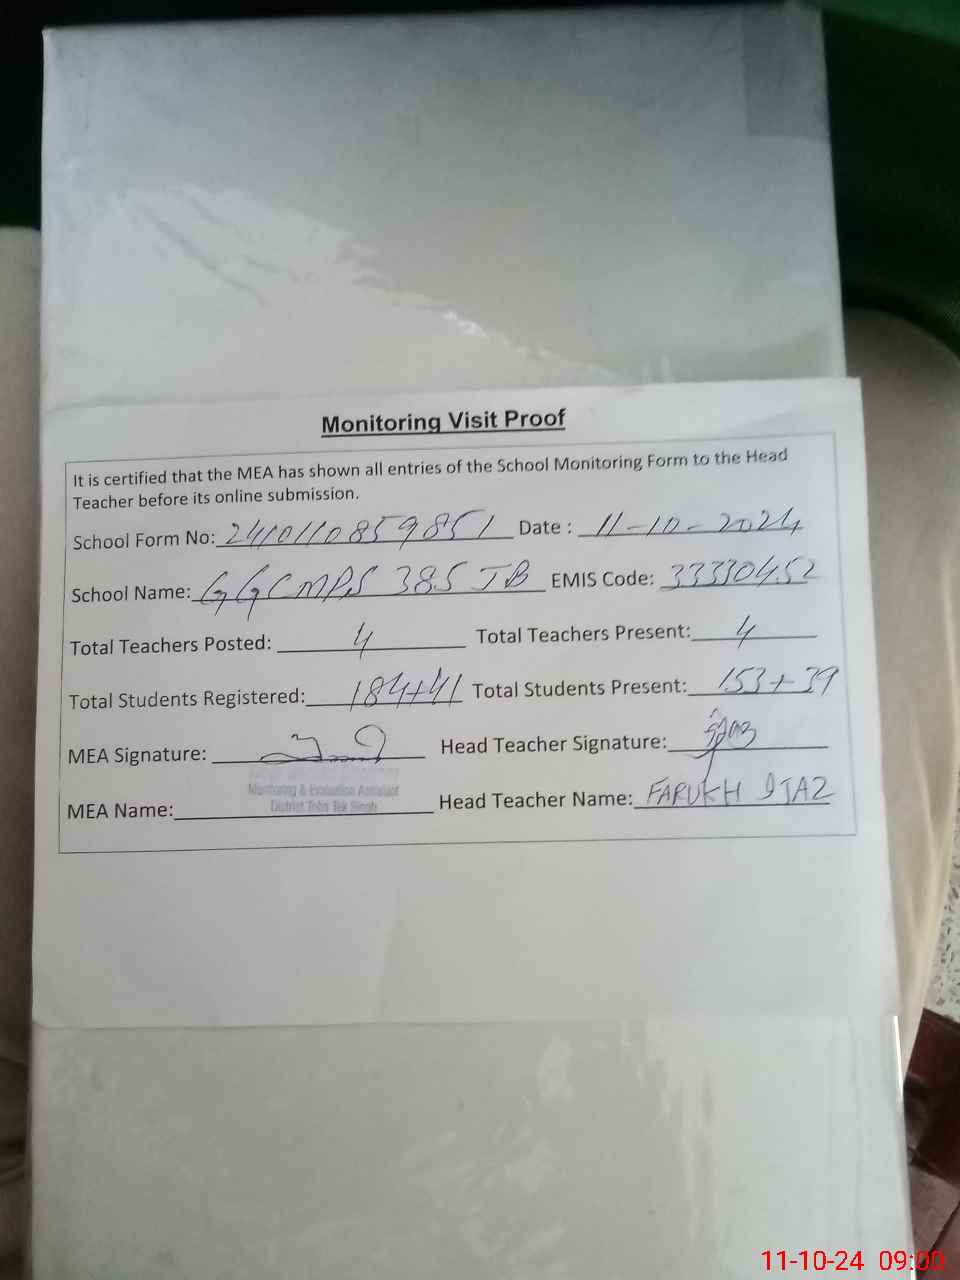 Monitoring Visit Proof
It is certified that the MEA has shown all entries of the School Monitoring Form to the Head
Teacher before its online submission.
School Form No: 2410110859851 Date : 11-10-2024
School Name: GGCMPS 385 JB EMIS Code: 33330452
Total Teachers Posted: 4 Total Teachers Present: 4
Total Students Registered: 184+41 Total Students Present: 153+39
MEA Signature: Head Teacher Signature: Ijaz
Monitoring & Evaluation Assistant
District Toba Tek Singh
MEA Name: Head Teacher Name: FARUKH IJAZ
11-10-24 09:00